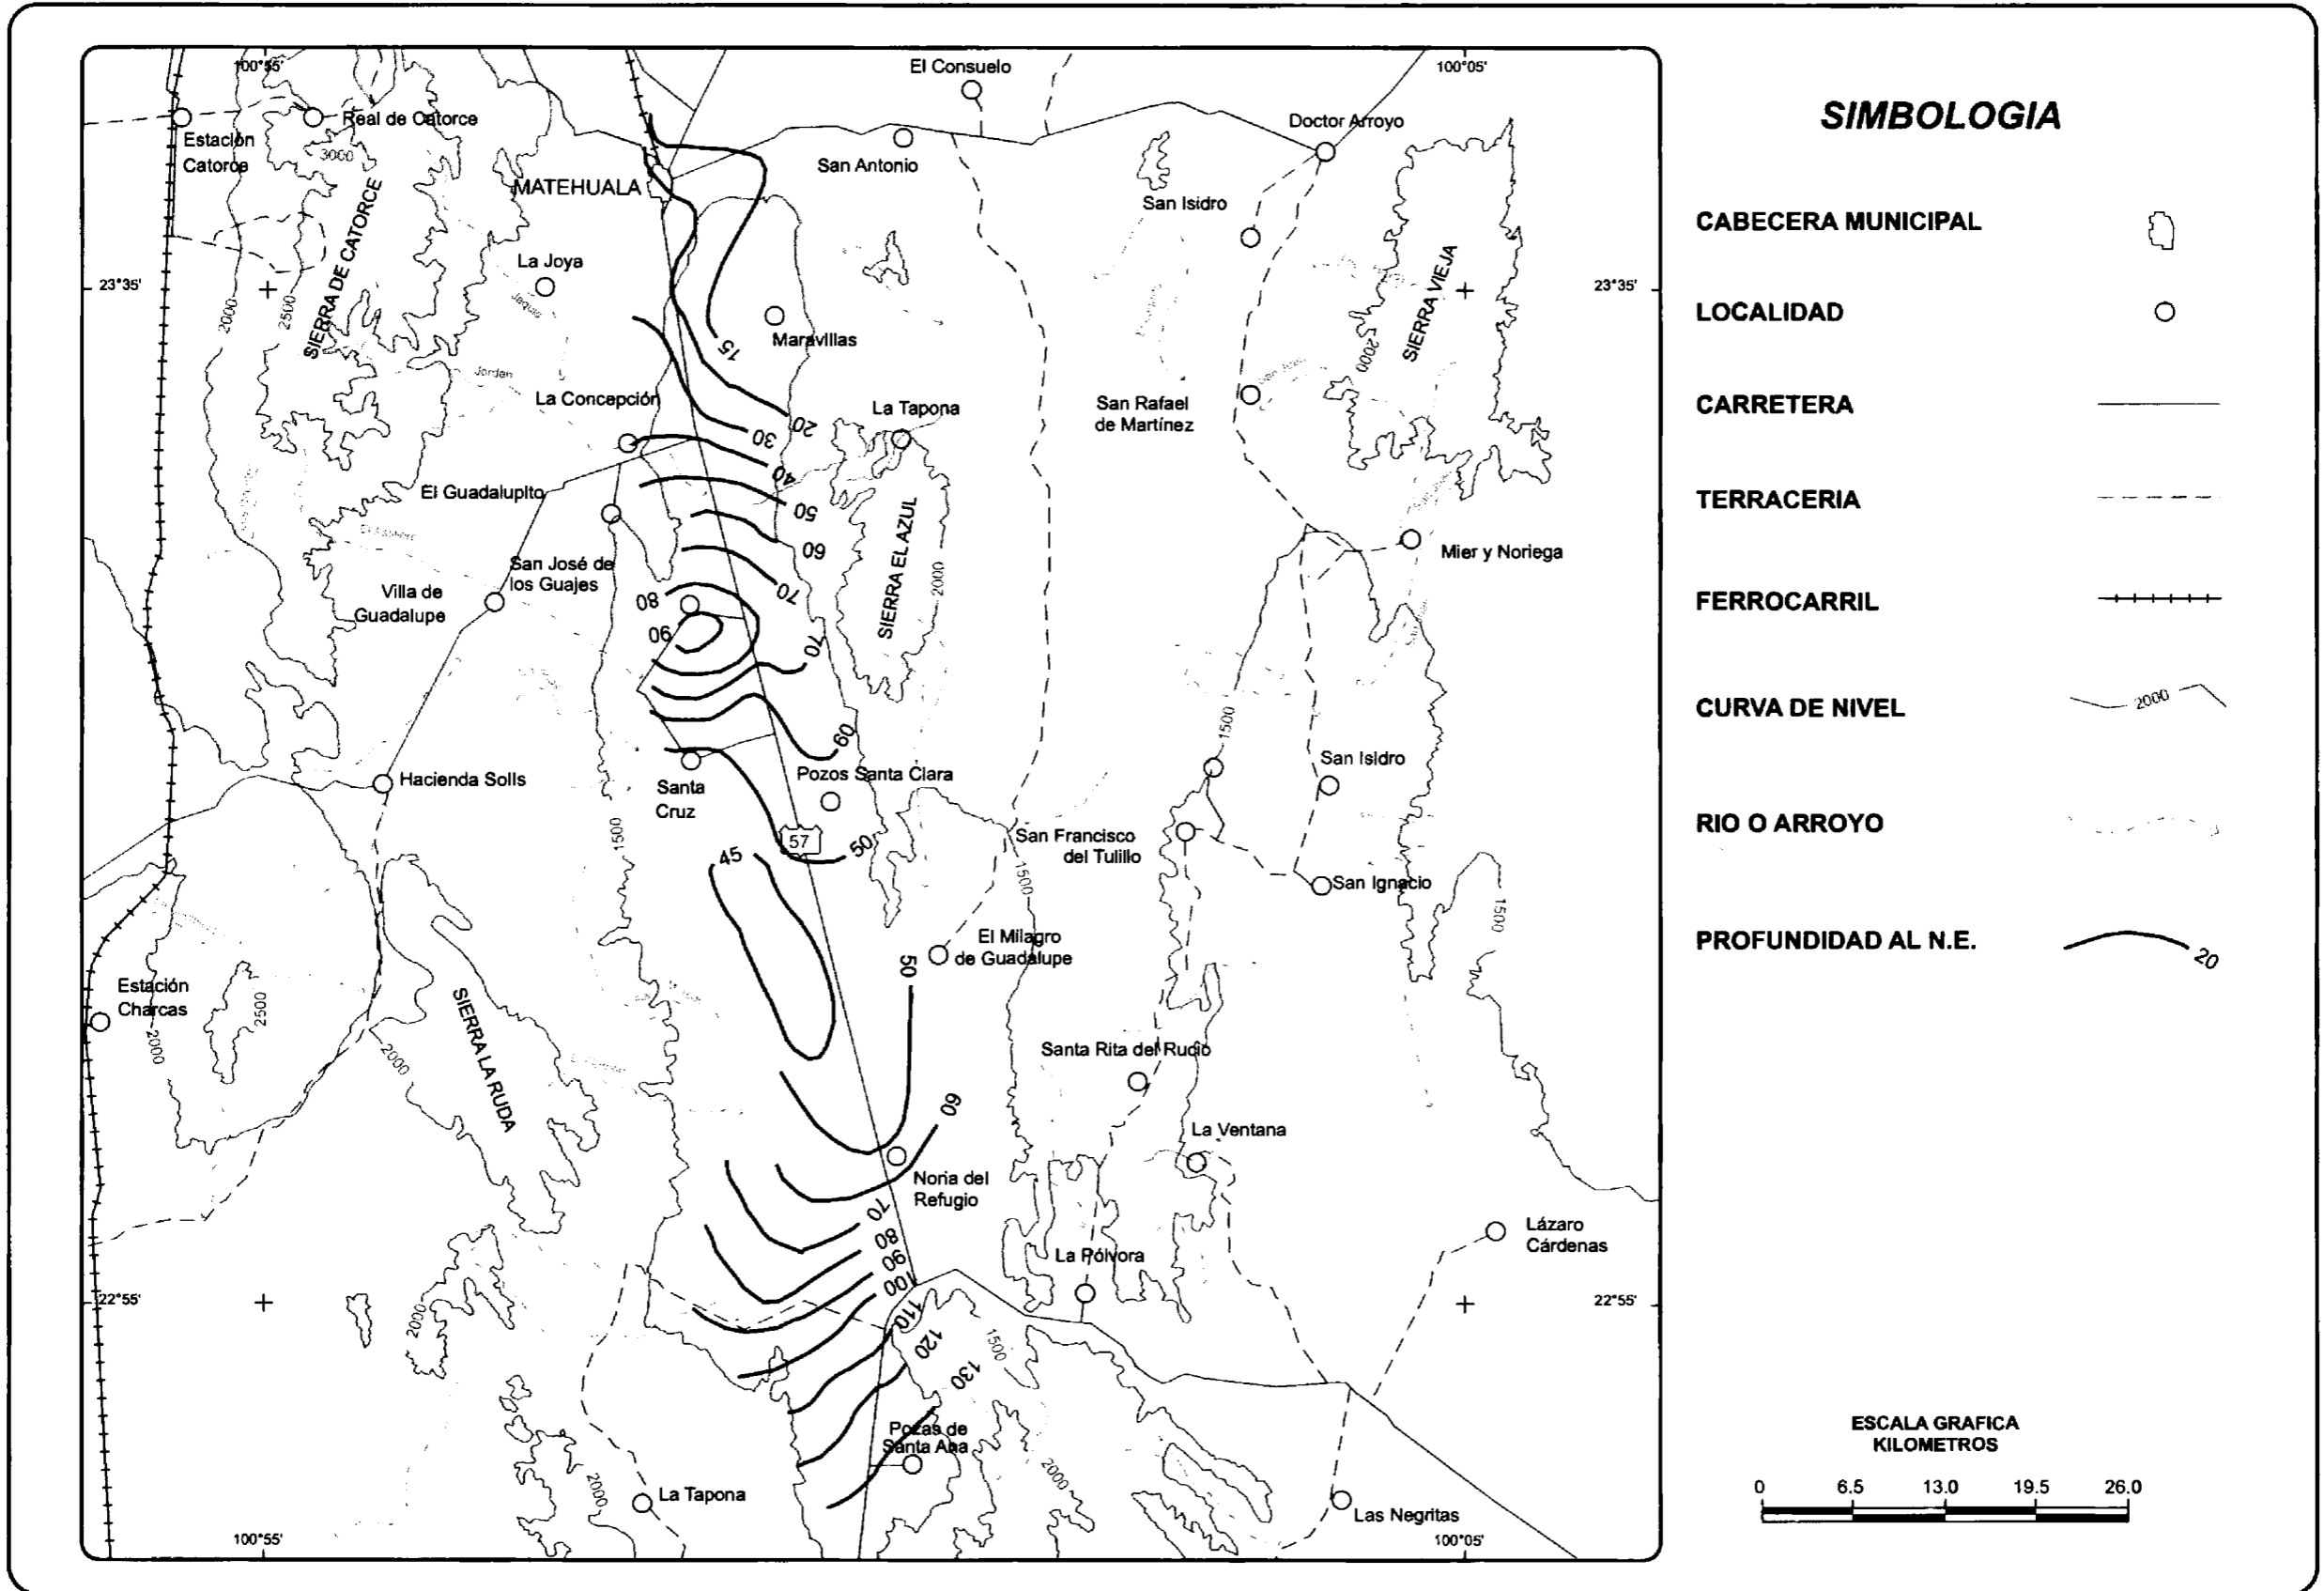 100°55'
100°05'
El Consuelo
Real de Catorce
Estación
Catorce
3000
MATEHUALA
San Antonio
Doctor Arroyo
San Isidro
SIERRA DE CATORCE
SIERRA VIEJA
La Joya
23°35'
23°35'
2000
2500
Jaquis
Maravillas
15
2000
Jordan
La Concepción
La Tapona
San Rafael
de Martínez
20
30
40
El Guadalupito
50
60
SIERRA EL AZUL
2000
Mier y Noriega
San José de
los Guajes
Villa de
Guadalupe
70
80
90
70
60
1500
San Isidro
Hacienda Solls
Santa
Cruz
Pozos Santa Clara
57
50
45
1500
San Francisco
del Tulillo
1500
San Ignacio
1500
El Milagro
de Guadalupe
50
Estación
Charcas
2500
2000
2000
SIERRA LA RUDA
Santa Rita del Rucio
60
La Ventana
Noria del
Refugio
70
80
90
100
110
120
130
La Pólvora
Lázaro
Cárdenas
22°55'
22°55'
2000
1500
Pozas de
Santa Ana
2000
2000
La Tapona
Las Negritas
100°55'
100°05'
SIMBOLOGIA
CABECERA MUNICIPAL
LOCALIDAD
CARRETERA
TERRACERIA
FERROCARRIL
CURVA DE NIVEL
2000
RIO O ARROYO
PROFUNDIDAD AL N.E.
20
ESCALA GRAFICA
KILOMETROS
0 6.5 13.0 19.5 26.0